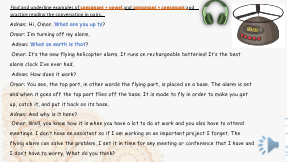 Find and underline examples of consonant + vowel and consonant + consonant and
practice reading the conversation in pairs.
Adnan: Hi, Omar. What are you up to?
Omar: I'm turning off my alarm.
Adnan: What on earth is that?
Omar: It's the new flying helicopter alarm. It runs on rechargeable batteries! It's the best
alarm clock I've ever had.
Adnan: How does it work?
Omar: You see, the top part, in other words the flying part, is placed on a base. The alarm is set
and when it goes off the top part flies off the base. It is made to fly in order to make you get
up, catch it, and put it back on its base.
Adnan: And why is it here?
Omar: Well, you know how it is when you have a lot to do at work and you also have to attend
meetings. I don't have an assistant so if I am working on an important project I forget. The
flying alarm can solve the problem. I set it in time for any meeting or conference that I have and
I don't have to worry. What do you think?